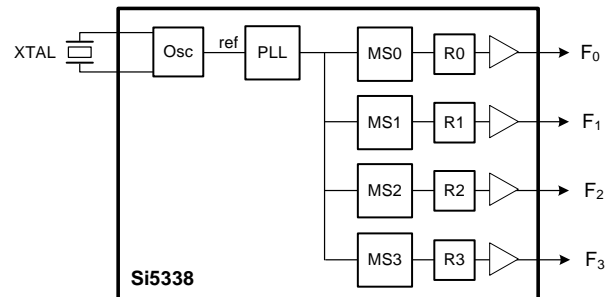 XTAL
Osc
ref
PLL
MS0
R0
F0
MS1
R1
F1
MS2
R2
F2
MS3
R3
F3
Si5338